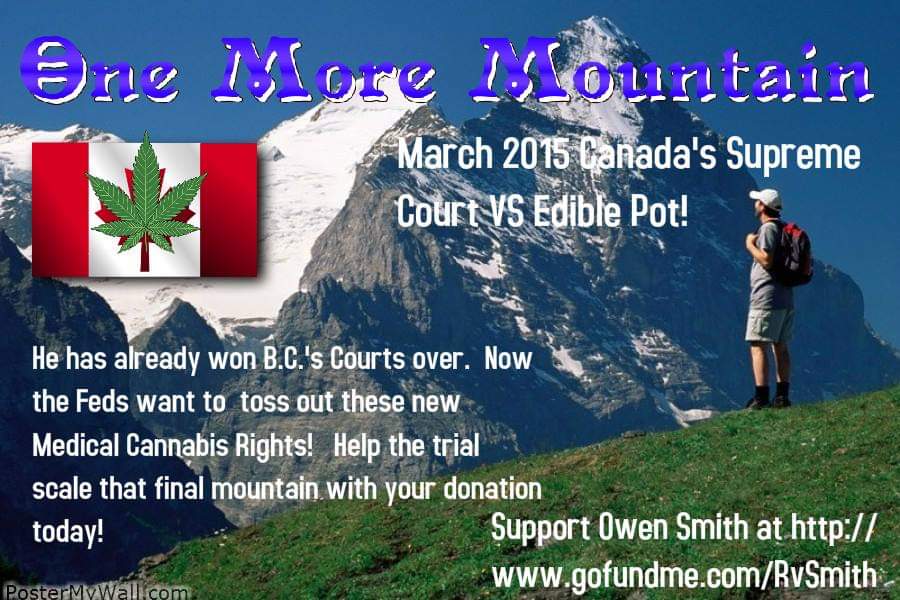 One More Mountain
March 2015 Canada's Supreme
Court VS Edible Pot!
He has already won B.C.'s Courts over. Now
the Feds want to toss out these new
Medical Cannabis Rights! Help the trial
scale that final mountain with your donation
today!
Support Owen Smith at http://
www.gofundme.com/RvSmith
PosterMyWall.com